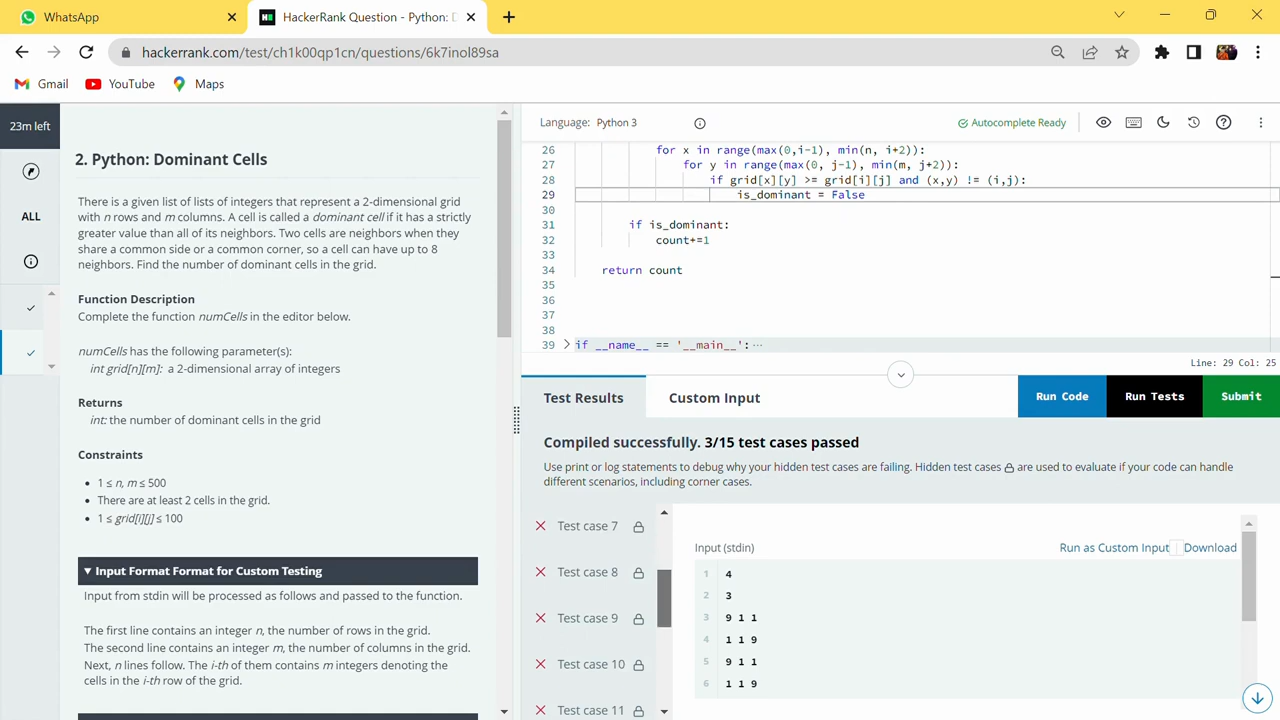 WhatsApp
HackerRank Question - Python: D
hackerrank.com/test/ch1k00qp1cn/questions/6k7inol89sa
Gmail
YouTube
Maps
23m left
ALL
2. Python: Dominant Cells
There is a given list of lists of integers that represent a 2-dimensional grid
with n rows and m columns. A cell is called a dominant cell if it has a strictly
greater value than all of its neighbors. Two cells are neighbors when they
share a common side or a common corner, so a cell can have up to 8
neighbors. Find the number of dominant cells in the grid.
Function Description
Complete the function numCells in the editor below.
numCells has the following parameter(s):
int grid[n][m]: a 2-dimensional array of integers
Returns
int: the number of dominant cells in the grid
Constraints
• 1 ≤ n, m ≤ 500
• There are at least 2 cells in the grid.
• 1 ≤ grid[i][j] ≤ 100
▼ Input Format Format for Custom Testing
Input from stdin will be processed as follows and passed to the function.
The first line contains an integer n, the number of rows in the grid.
The second line contains an integer m, the number of columns in the grid.
Next, n lines follow. The i-th of them contains m integers denoting the
cells in the i-th row of the grid.
Language: Python 3
Autocomplete Ready
26 for x in range(max(0,i-1), min(n, i+2)):
27 for y in range(max(0, j-1), min(m, j+2)):
28 if grid[x][y] >= grid[i][j] and (x,y) != (i,j):
29 is_dominant = False
30
31 if is_dominant:
32 count+=1
33
34 return count
35
36
37
38
39 > if __name__ == '__main__': ...
Line: 29 Col: 25
Test Results
Custom Input
Run Code
Run Tests
Submit
Compiled successfully. 3/15 test cases passed
Use print or log statements to debug why your hidden test cases are failing. Hidden test cases are used to evaluate if your code can handle
different scenarios, including corner cases.
Test case 7
Test case 8
Test case 9
Test case 10
Test case 11
Input (stdin)
Run as Custom Input
Download
1 4
2 3
3 9 1 1
4 1 1 9
5 9 1 1
6 1 1 9